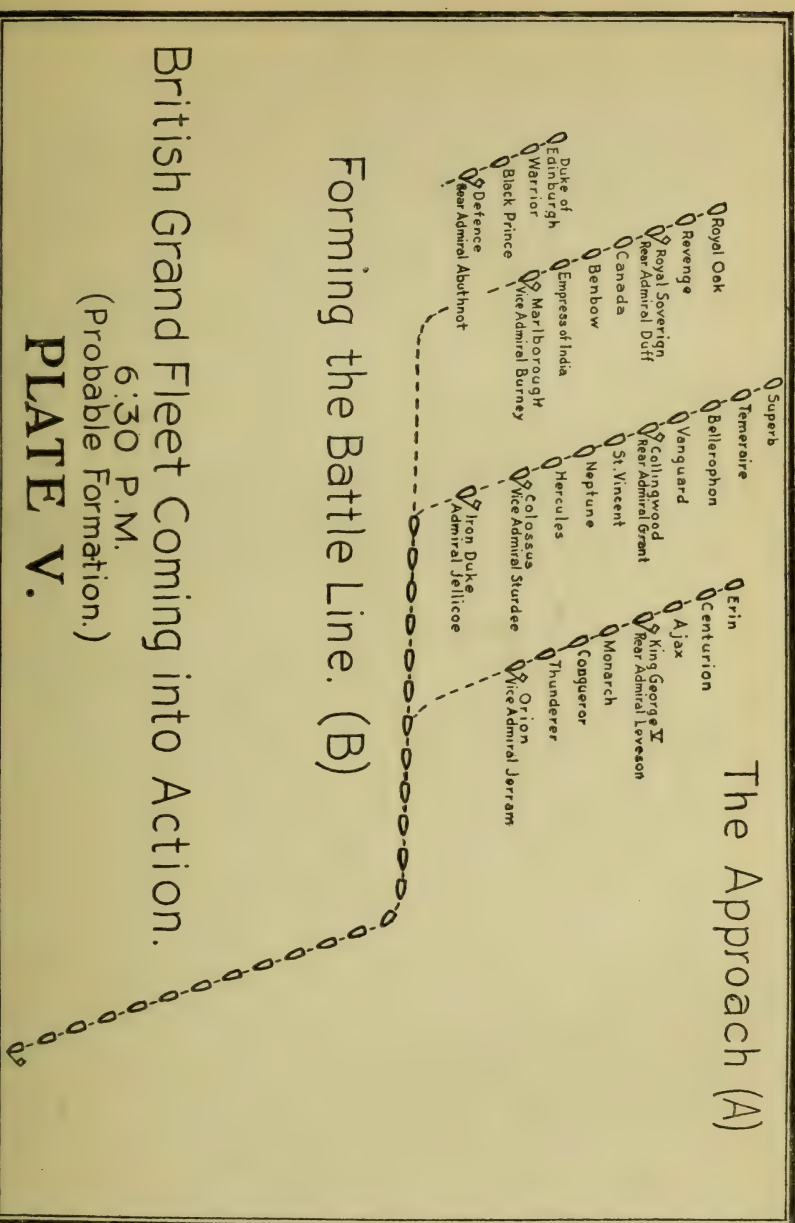 The Approach (A)
Erin
Centurion
Ajax
King George V
Rear Admiral Leveson
Monarch
Conqueror
Thunderer
Orion
Vice Admiral Jerram
Superb
Temeraire
Bellerophon
Vanguard
Collingwood
Rear Admiral Grant
St. Vincent
Neptune
Hercules
Colossus
Vice Admiral Sturdee
Iron Duke
Admiral Jellicoe
Royal Oak
Revenge
Royal Soverign
Rear Admiral Duff
Canada
Benbow
Empress of India
Marlborough
Vice Admiral Burney
Duke of
Edinburgh
Warrior
Black Prince
Defence
Rear Admiral Abuthnot
Forming the Battle Line. (B)
British Grand Fleet Coming into Action.
6:30 P.M.
(Probable Formation.)
PLATE V.